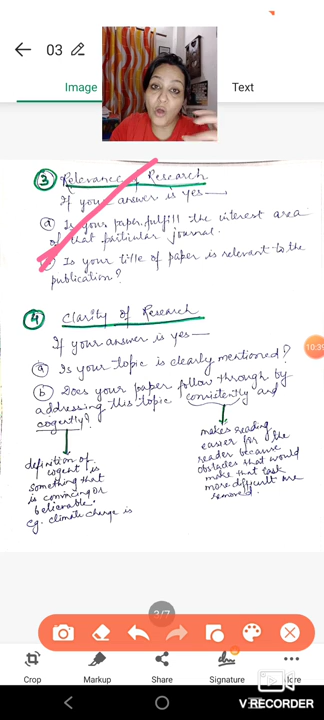 03
Image
Text
③ Relevance of Research
If your answer is yes
ⓐ Is your paper fulfill the interest area
of that particular journal.
Is your title of paper is relevant to the
publication?
④ Clarity of Research
If your answer is yes
ⓐ Is your topic is clearly mentioned?
ⓑ Does your paper follow through by
addressing this topic consistently and
cogently?
makes reading
easier for the
reader because
obstacles that would
make that task
more difficult are
removed.
definition of
cogent is
something that
is convincing or
believable.
eg. climate change is
10:39
3/7
Crop
Markup
Share
Signature
More
V RECORDER